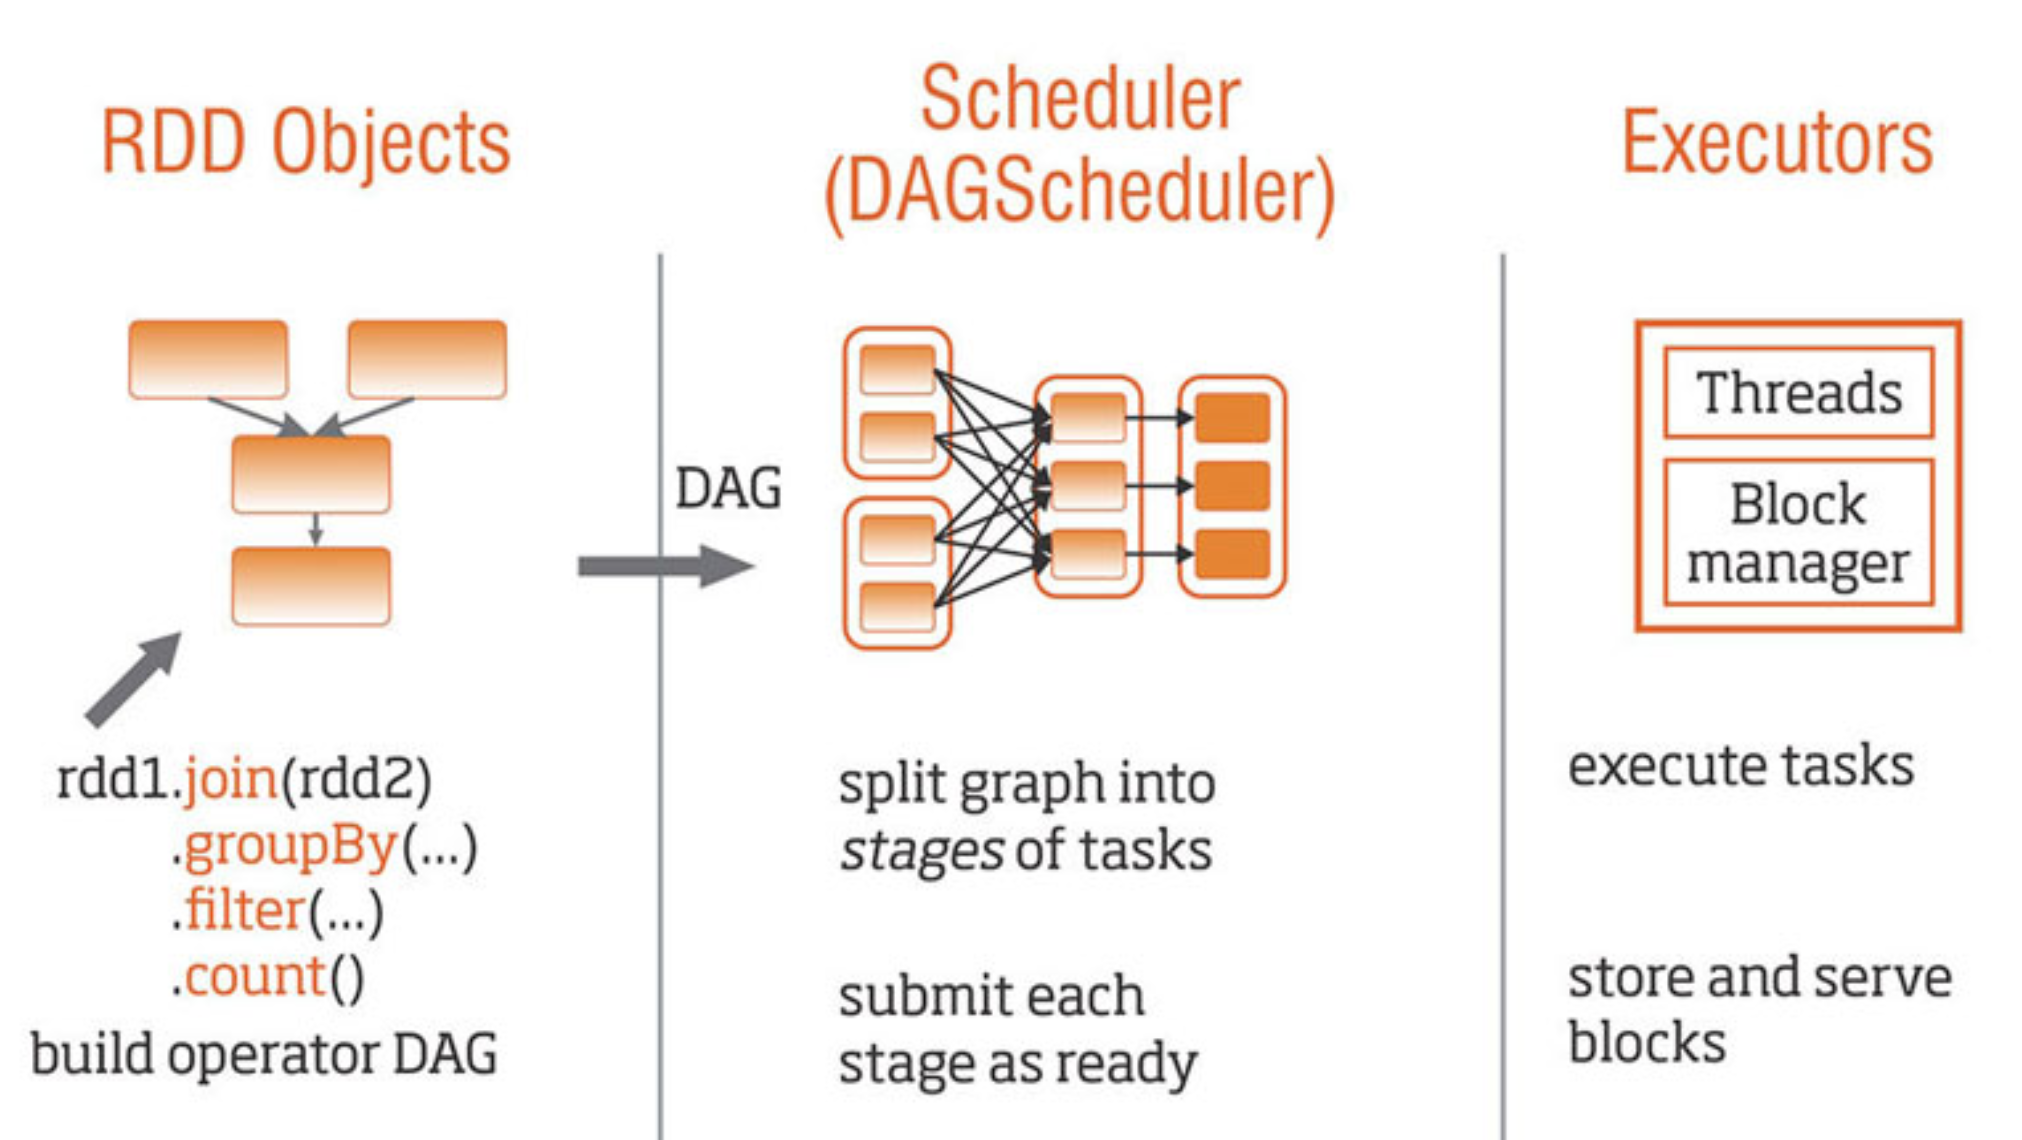 RDD Objects
rdd1.join(rdd2)
.groupBy(...)
.filter(...)
.count()
build operator DAG
DAG
Scheduler
(DAGScheduler)
split graph into
stages of tasks
submit each
stage as ready
Executors
Threads
Block
manager
execute tasks
store and serve
blocks